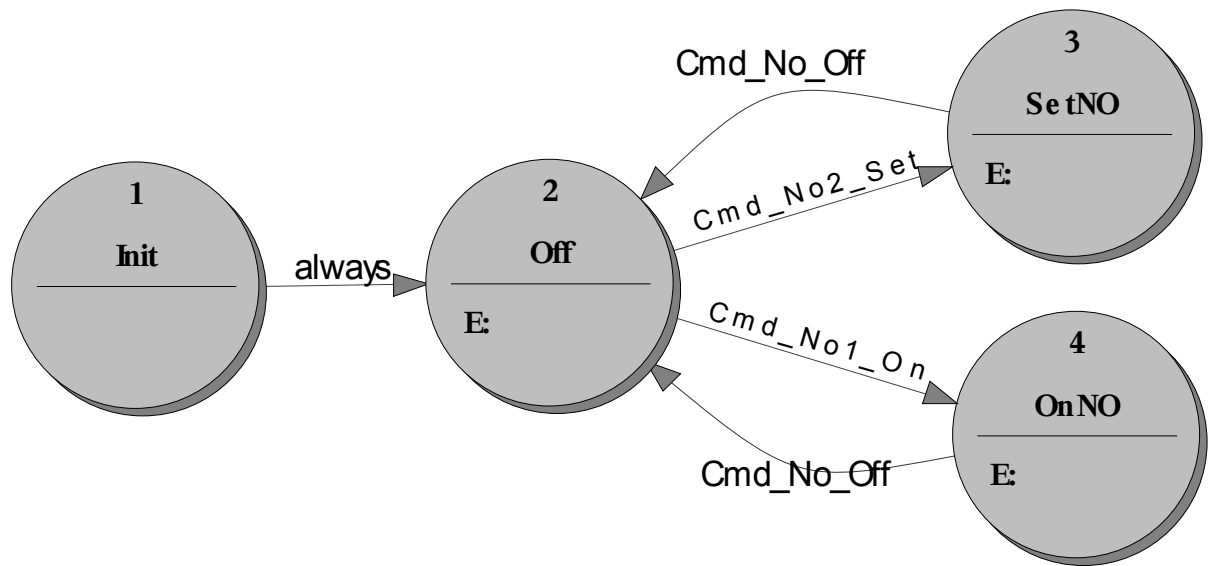 1
Init
always
2
Off
E:
Cmd_No_Off
Cmd_No2_Set
3
SetNO
E:
Cmd_No1_On
Cmd_No_Off
4
OnNO
E: